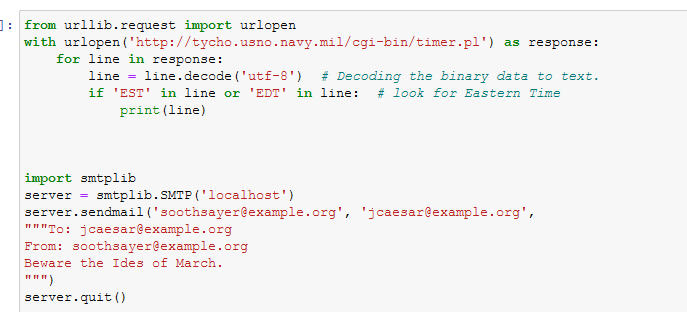 ]: from urllib.request import urlopen
with urlopen('http://tycho.usno.navy.mil/cgi-bin/timer.pl') as response:
    for line in response:
        line = line.decode('utf-8')  # Decoding the binary data to text.
        if 'EST' in line or 'EDT' in line:  # look for Eastern Time
            print(line)
import smtplib
server = smtplib.SMTP('localhost')
server.sendmail('soothsayer@example.org', 'jcaesar@example.org',
"""To: jcaesar@example.org
From: soothsayer@example.org
Beware the Ides of March.
""")
server.quit()